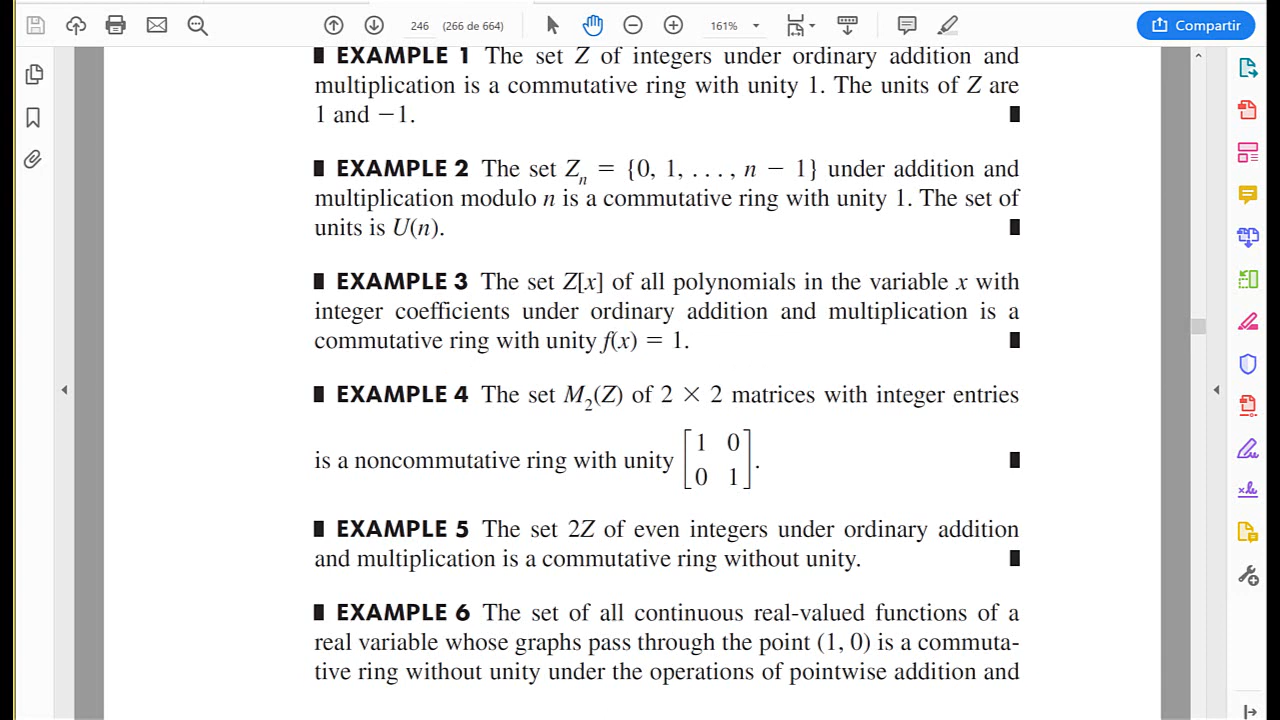 246 (266 de 664) 161% Compartir
EXAMPLE 1 The set Z of integers under ordinary addition and
multiplication is a commutative ring with unity 1. The units of Z are
1 and −1.
EXAMPLE 2 The set Zn = {0, 1, . . . , n − 1} under addition and
multiplication modulo n is a commutative ring with unity 1. The set of
units is U(n).
EXAMPLE 3 The set Z[x] of all polynomials in the variable x with
integer coefficients under ordinary addition and multiplication is a
commutative ring with unity f(x) = 1.
EXAMPLE 4 The set M2(Z) of 2 × 2 matrices with integer entries
1 0
is a noncommutative ring with unity [ ].
0 1
EXAMPLE 5 The set 2Z of even integers under ordinary addition
and multiplication is a commutative ring without unity.
EXAMPLE 6 The set of all continuous real-valued functions of a
real variable whose graphs pass through the point (1, 0) is a commuta-
tive ring without unity under the operations of pointwise addition and